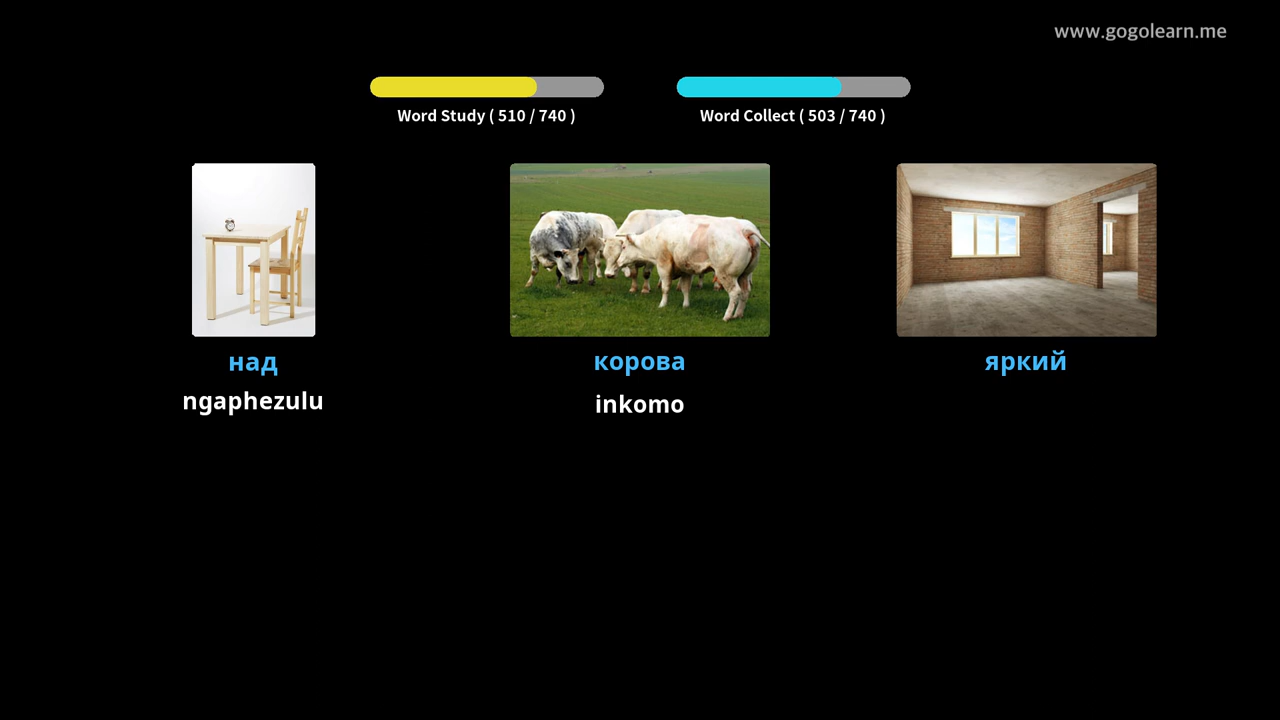 www.gogolearn.me
Word Study ( 510 / 740 )
Word Collect ( 503 / 740 )
над
ngaphezulu
корова
inkomo
яркий